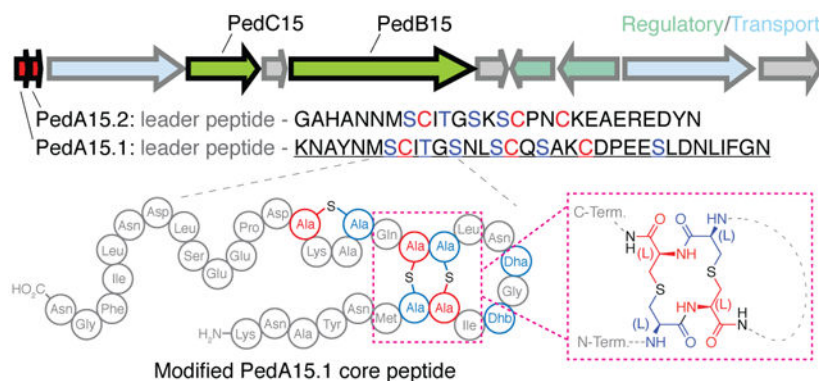 PedC15
PedB15
Regulatory/Transport
PedA15.2: leader peptide - GAHANNMSCITGSKSCPNCKEAEREDYN
PedA15.1: leader peptide - KNAYNMSCITGSNLSCQSAKCDPEESLDNLIFGN
H₂N
Lys
Asn
Ala
Tyr
Asn
Met
Ala
S
Ala
Ile
Dhb
Gly
Dha
Asn
Leu
Ala
S
Ala
Gln
Ala
S
Ala
Lys
Ala
Asp
Pro
Glu
Glu
Ser
Leu
Asp
Asn
Leu
Ile
Phe
Gly
Asn
HO₂C
Modified PedA15.1 core peptide
C-Term.
O
O
HN
(L)
N
H
(L)
NH
S
S
HN
(L)
N
H
(L)
N-Term.
HN
O
O